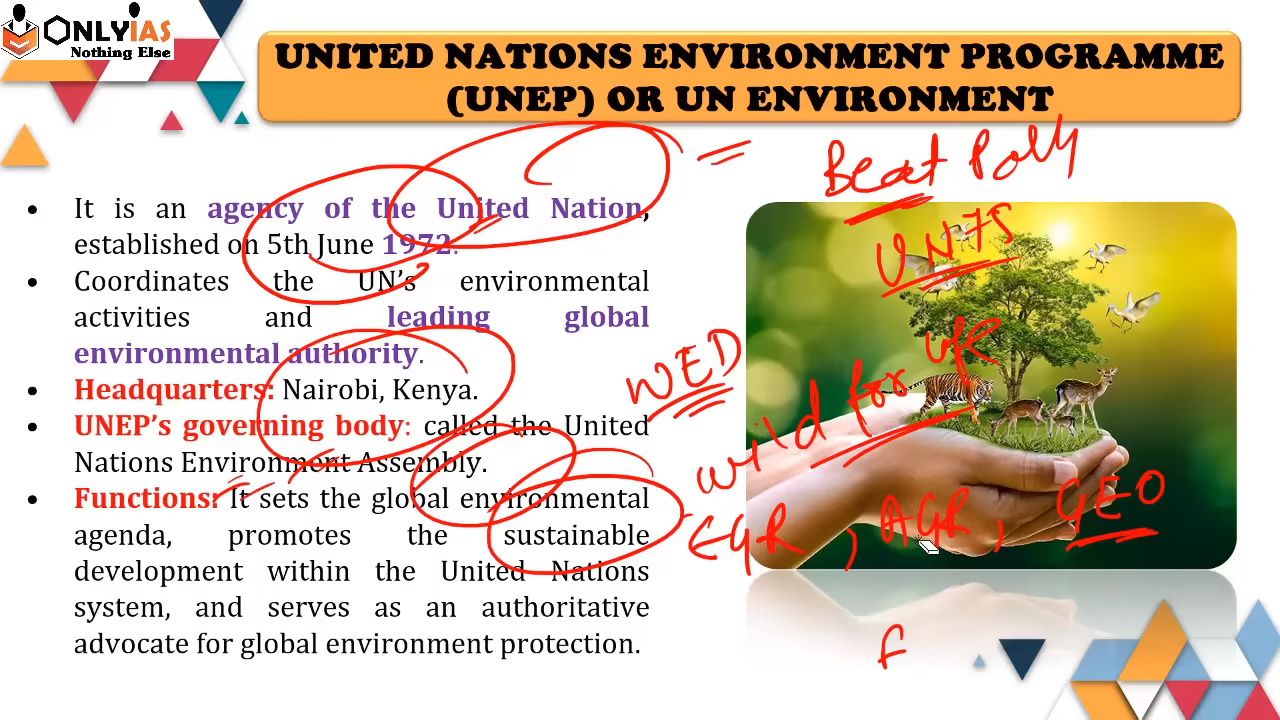 ONLYIAS
Nothing Else
UNITED NATIONS ENVIRONMENT PROGRAMME
(UNEP) OR UN ENVIRONMENT
• It is an agency of the United Nation,
established on 5th June 1972.
• Coordinates the UN's environmental
activities and leading global
environmental authority.
• Headquarters: Nairobi, Kenya.
• UNEP's governing body: called the United
Nations Environment Assembly.
• Functions: It sets the global environmental
agenda, promotes the sustainable
development within the United Nations
system, and serves as an authoritative
advocate for global environment protection.
= Beat Poll
UN75
WED
Wild for life
EGR, AGR, GEO